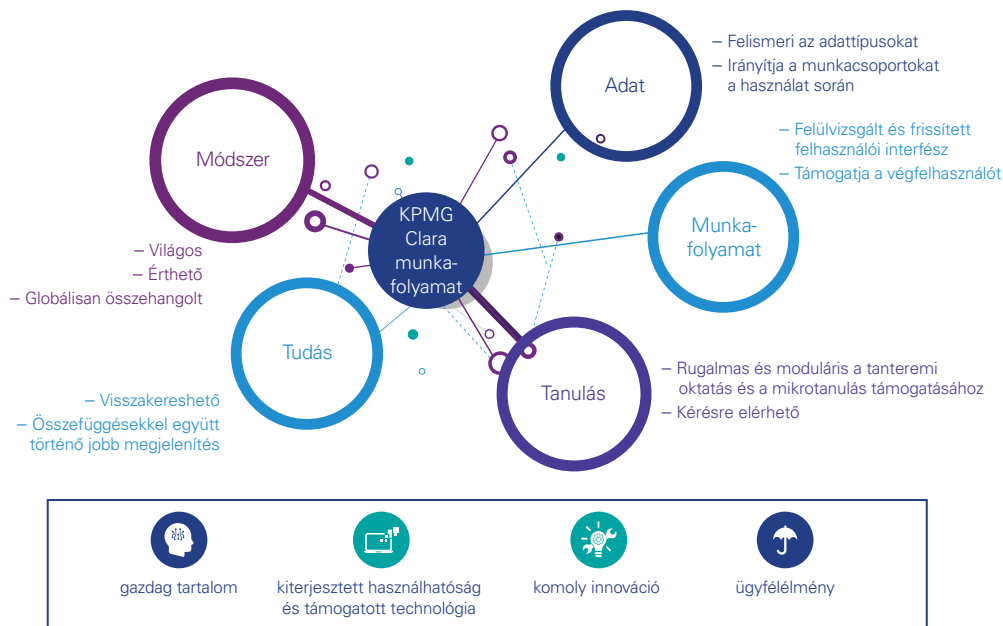 Módszer
– Világos
– Érthető
– Globálisan összehangolt
Adat
– Felismeri az adattípusokat
– Irányítja a munkacsoportokat
a használat során
KPMG
Clara
munka-
folyamat
Munka-
folyamat
– Felülvizsgált és frissített
felhasználói interfész
– Támogatja a végfelhasználót
Tudás
– Visszakereshető
– Összefüggésekkel együtt
történő jobb megjelenítés
Tanulás
– Rugalmas és moduláris a tanteremi
oktatás és a mikrotanulás támogatásához
– Kérésre elérhető
gazdag tartalom
kiterjesztett használhatóság
és támogatott technológia
komoly innováció
ügyfélélmény